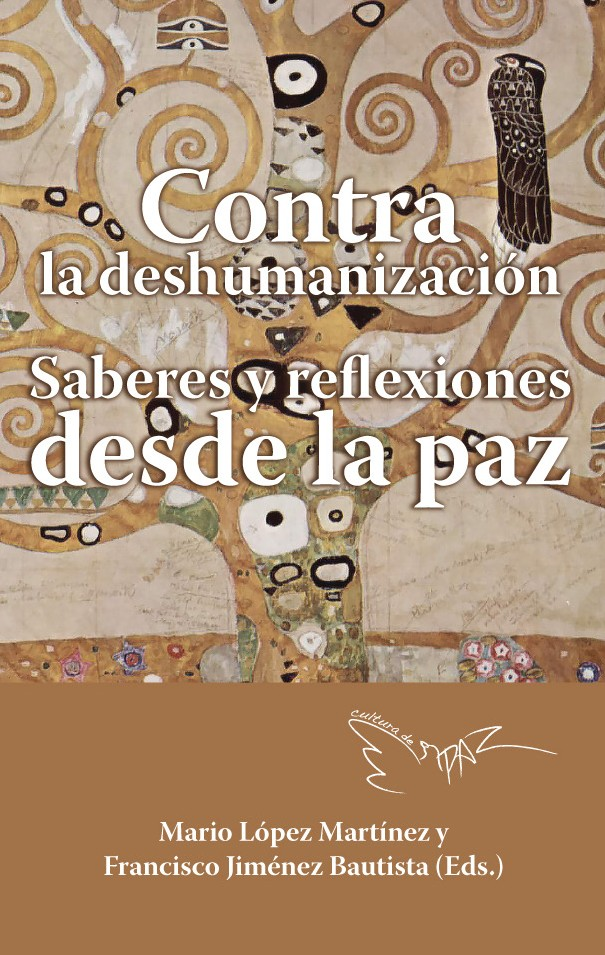 Contra
la deshumanización
Saberes y reflexiones
desde la paz
cultura de
PAZ
Mario López Martínez y
Francisco Jiménez Bautista (Eds.)